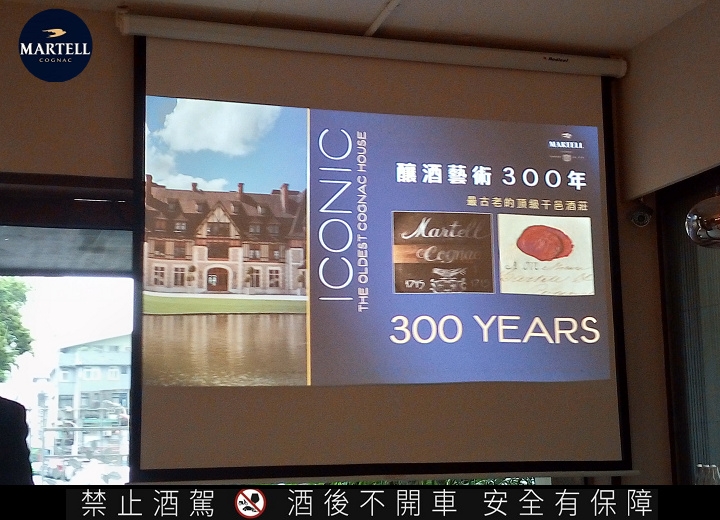 MARTELL
COGNAC
ICONIC
THE OLDEST COGNAC HOUSE
MARTELL
釀酒藝術 300年
最古老的頂級干邑酒莊
Martell
Cognac
1715
300 YEARS
禁止酒駕 酒後不開車 安全有保障